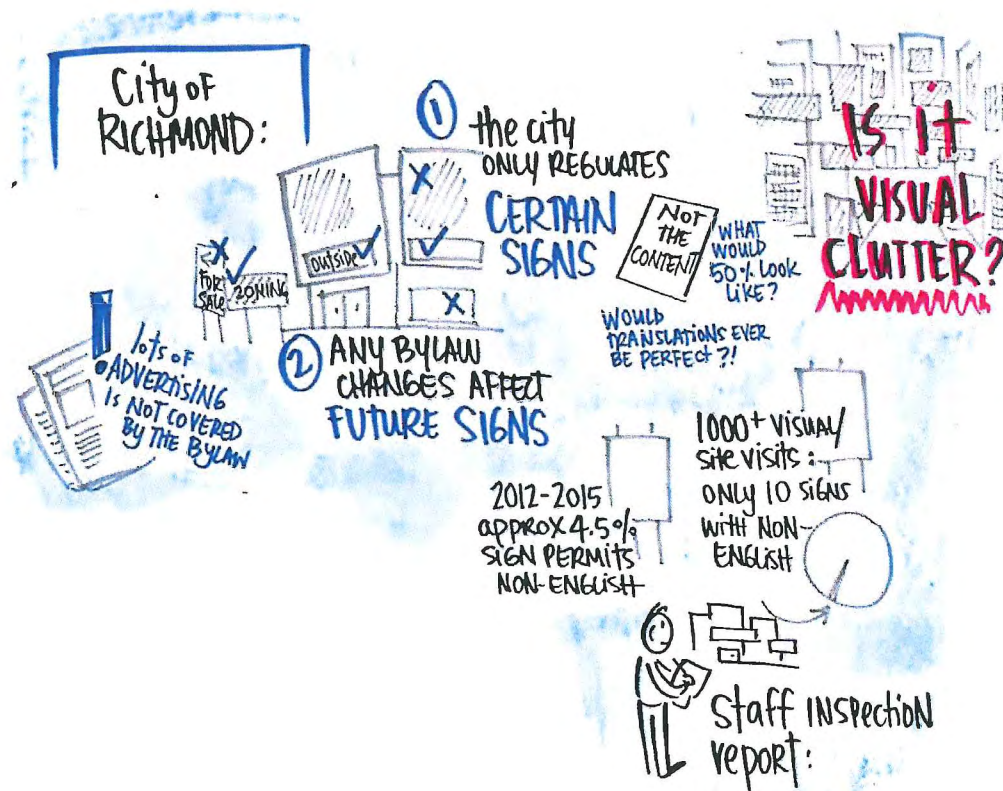 City of
RICHMOND:
1
the city
ONLY REGULATES
CERTAIN
SIGNS
NOT
THE
CONTENT
WHAT
WOULD
50% LOOK
LIKE?
WOULD
TRANSLATIONS EVER
BE PERFECT?!
IS it
VISUAL
CLUTTER?
FOR
SALE
ZONING
outside
lots of
ADVERTISING
IS NOT COVERED
BY THE BYLAW
2
ANY BYLAW
CHANGES AFFECT
FUTURE SIGNS
2012-2015
approx 4.5%
SIGN PERMITS
NON-ENGLISH
1000+ VISUAL/
site visits:
ONLY 10 SIGNS
with NON-
ENGLISH
Staff INSPECTION
report: